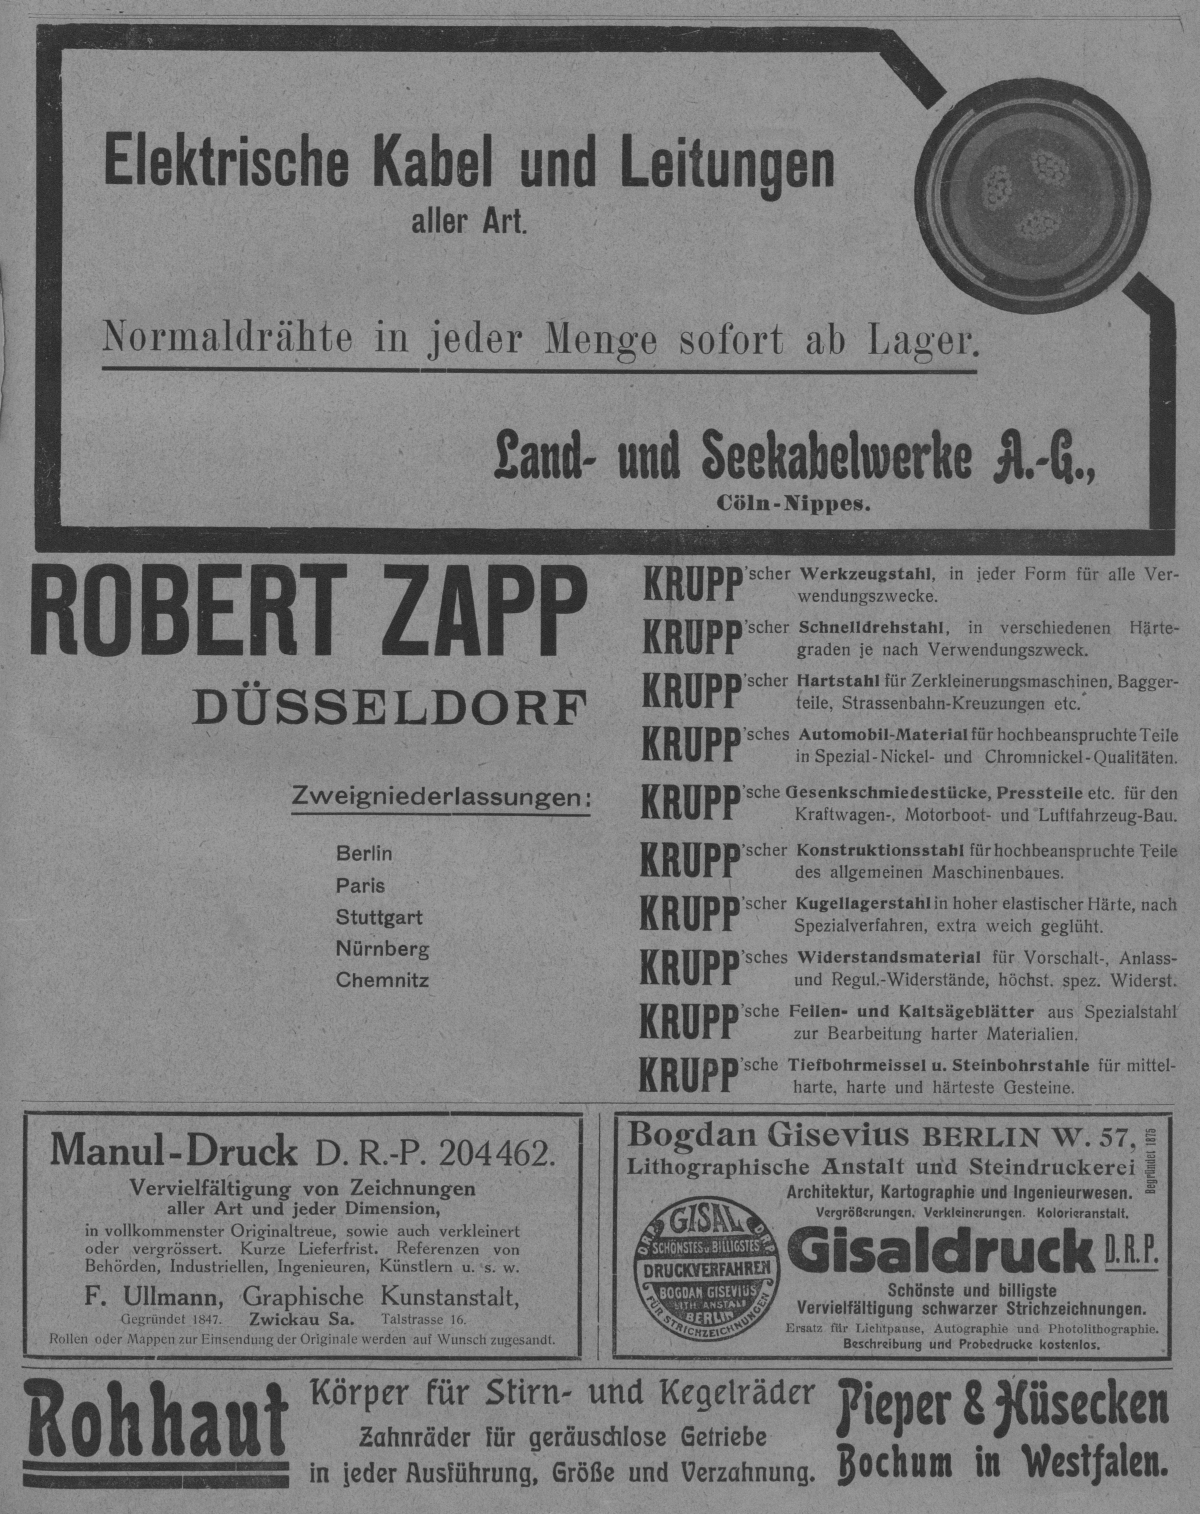 Elektrische Kabel und Leitungen
aller Art.
Normaldrähte in jeder Menge sofort ab Lager.
Land- und Seekabelwerke A.-G.,
Cöln-Nippes.
ROBERT ZAPP
DÜSSELDORF
Zweigniederlassungen:
Berlin
Paris
Stuttgart
Nürnberg
Chemnitz
KRUPP'scher Werkzeugstahl, in jeder Form für alle Ver-
wendungszwecke.
KRUPP'scher Schnelldrehstahl, in verschiedenen Härte-
graden je nach Verwendungszweck.
KRUPP'scher Hartstahl für Zerkleinerungsmaschinen, Bagger-
teile, Strassenbahn-Kreuzungen etc.
KRUPP'sches Automobil-Material für hochbeanspruchte Teile
in Spezial-Nickel- und Chromnickel-Qualitäten.
KRUPP'sche Gesenkschmiedestücke, Pressteile etc. für den
Kraftwagen-, Motorboot- und Luftfahrzeug-Bau.
KRUPP'scher Konstruktionsstahl für hochbeanspruchte Teile
des allgemeinen Maschinenbaues.
KRUPP'scher Kugellagerstahl in hoher elastischer Härte, nach
Spezialverfahren, extra weich geglüht.
KRUPP'sches Widerstandsmaterial für Vorschalt-, Anlass-
und Regul.-Widerstände, höchst. spez. Widerst.
KRUPP'sche Feilen- und Kaltsägeblätter aus Spezialstahl
zur Bearbeitung harter Materialien.
KRUPP'sche Tiefbohrmeissel u. Steinbohrstahle für mittel-
harte, harte und härteste Gesteine.
Manul-Druck D. R.-P. 204462.
Vervielfältigung von Zeichnungen
aller Art und jeder Dimension,
in vollkommenster Originaltreue, sowie auch verkleinert
oder vergrössert. Kurze Lieferfrist. Referenzen von
Behörden, Industriellen, Ingenieuren, Künstlern u. s. w.
F. Ullmann, Graphische Kunstanstalt,
Gegründet 1847. Zwickau Sa. Talstrasse 16.
Rollen oder Mappen zur Einsendung der Originale werden auf Wunsch zugesandt.
Bogdan Gisevius BERLIN W. 57,
Lithographische Anstalt und Steindruckerei
Begründet 1875
Architektur, Kartographie und Ingenieurwesen.
Vergrößerungen. Verkleinerungen. Kolorieranstalt.
GISAL
D.R.P.
D.R.P.
SCHÖNSTES u. BILLIGSTES
DRUCKVERFAHREN
BOGDAN GISEVIUS
LITH ANSTALT
BERLIN
FÜR STRICHZEICHNUNGEN
Gisaldruck D.R.P.
Schönste und billigste
Vervielfältigung schwarzer Strichzeichnungen.
Ersatz für Lichtpause, Autographie und Photolithographie.
Beschreibung und Probedrucke kostenlos.
Rohhaut
Körper für Stirn- und Kegelräder
Zahnräder für geräuschlose Getriebe
in jeder Ausführung, Größe und Verzahnung.
Pieper & Hüsecken
Bochum in Westfalen.